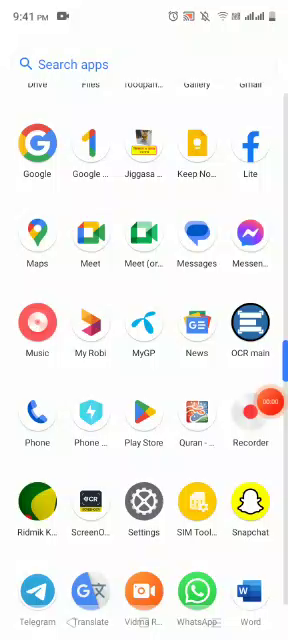 9:41 PM
Search apps
Drive Files foodpan... Gallery Gmail
Google Google ... Jiggasa ... Keep No... Lite
Maps Meet Meet (or... Messages Messen...
Music My Robi MyGP News OCR main
00:00
Phone Phone ... Play Store Quran - ... Recorder
Ridmik K... ScreenO... Settings SIM Tool... Snapchat
Telegram Translate Vidma R... WhatsApp Word